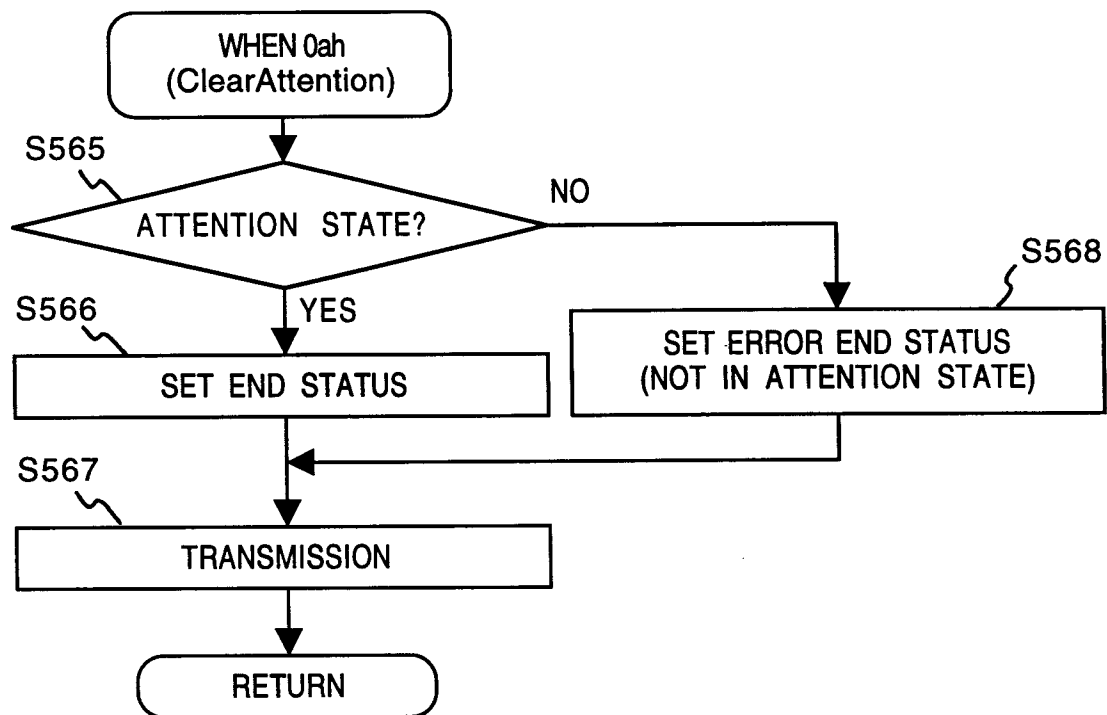 WHEN 0ah
(ClearAttention)
S565
ATTENTION STATE?
NO
S568
YES
S566
SET ERROR END STATUS
(NOT IN ATTENTION STATE)
SET END STATUS
S567
TRANSMISSION
RETURN